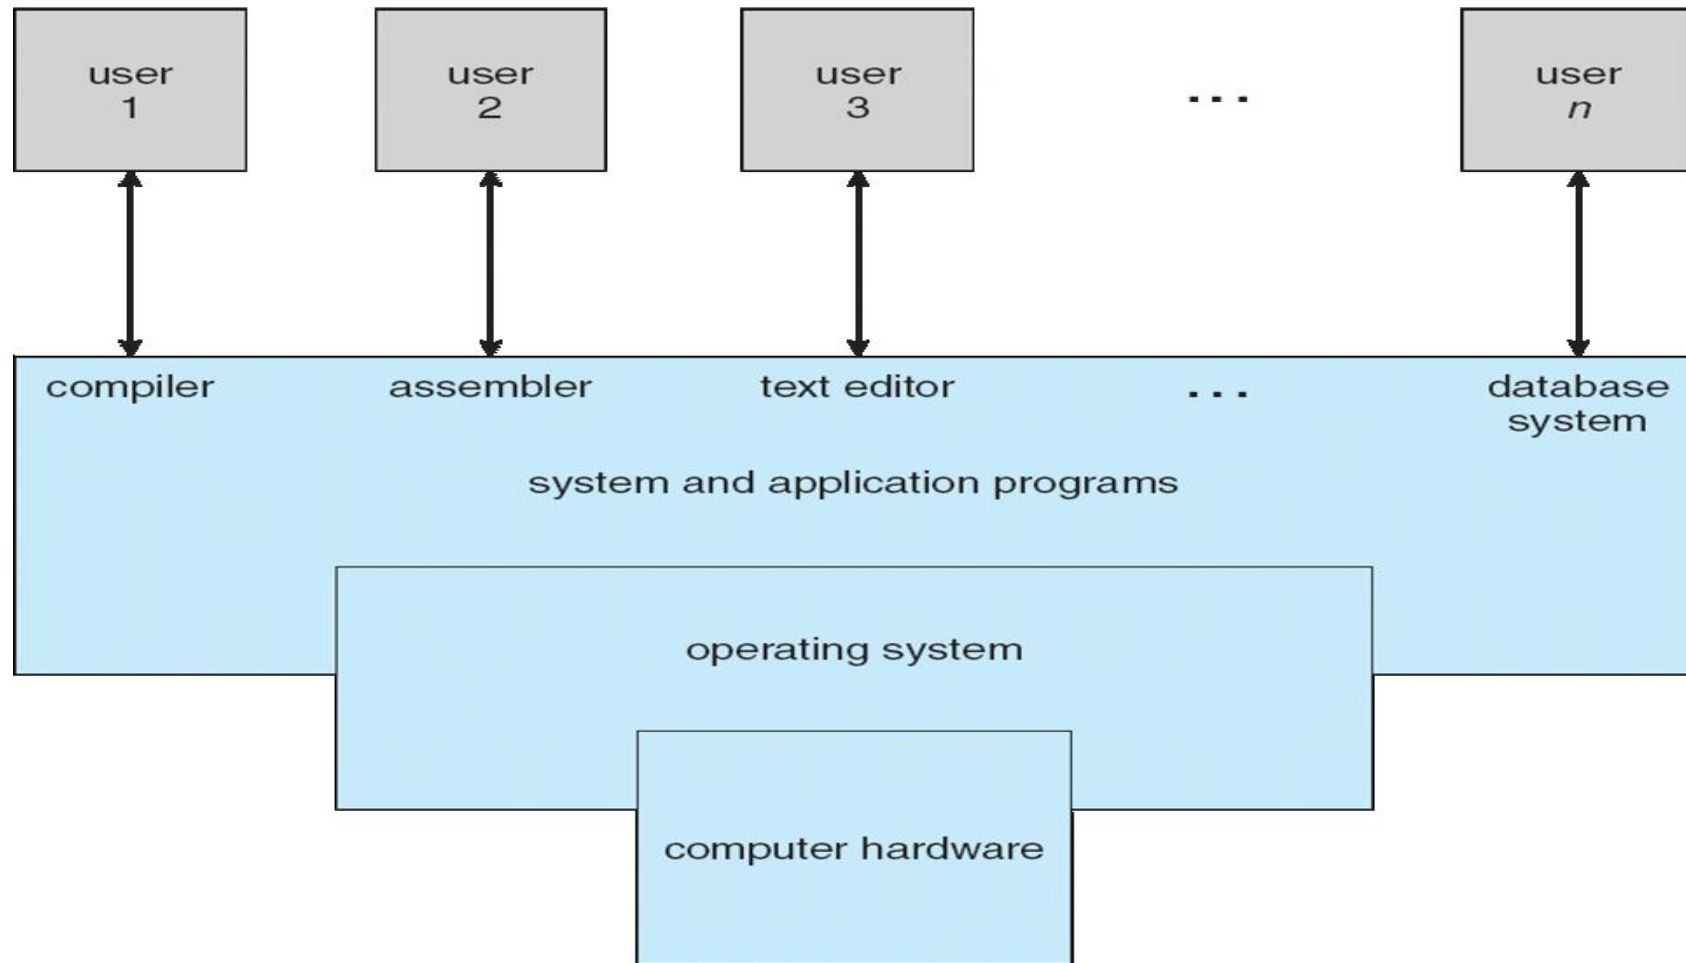 user
1
user
2
user
3
...
user
n
compiler
assembler
text editor
...
database
system
system and application programs
operating system
computer hardware